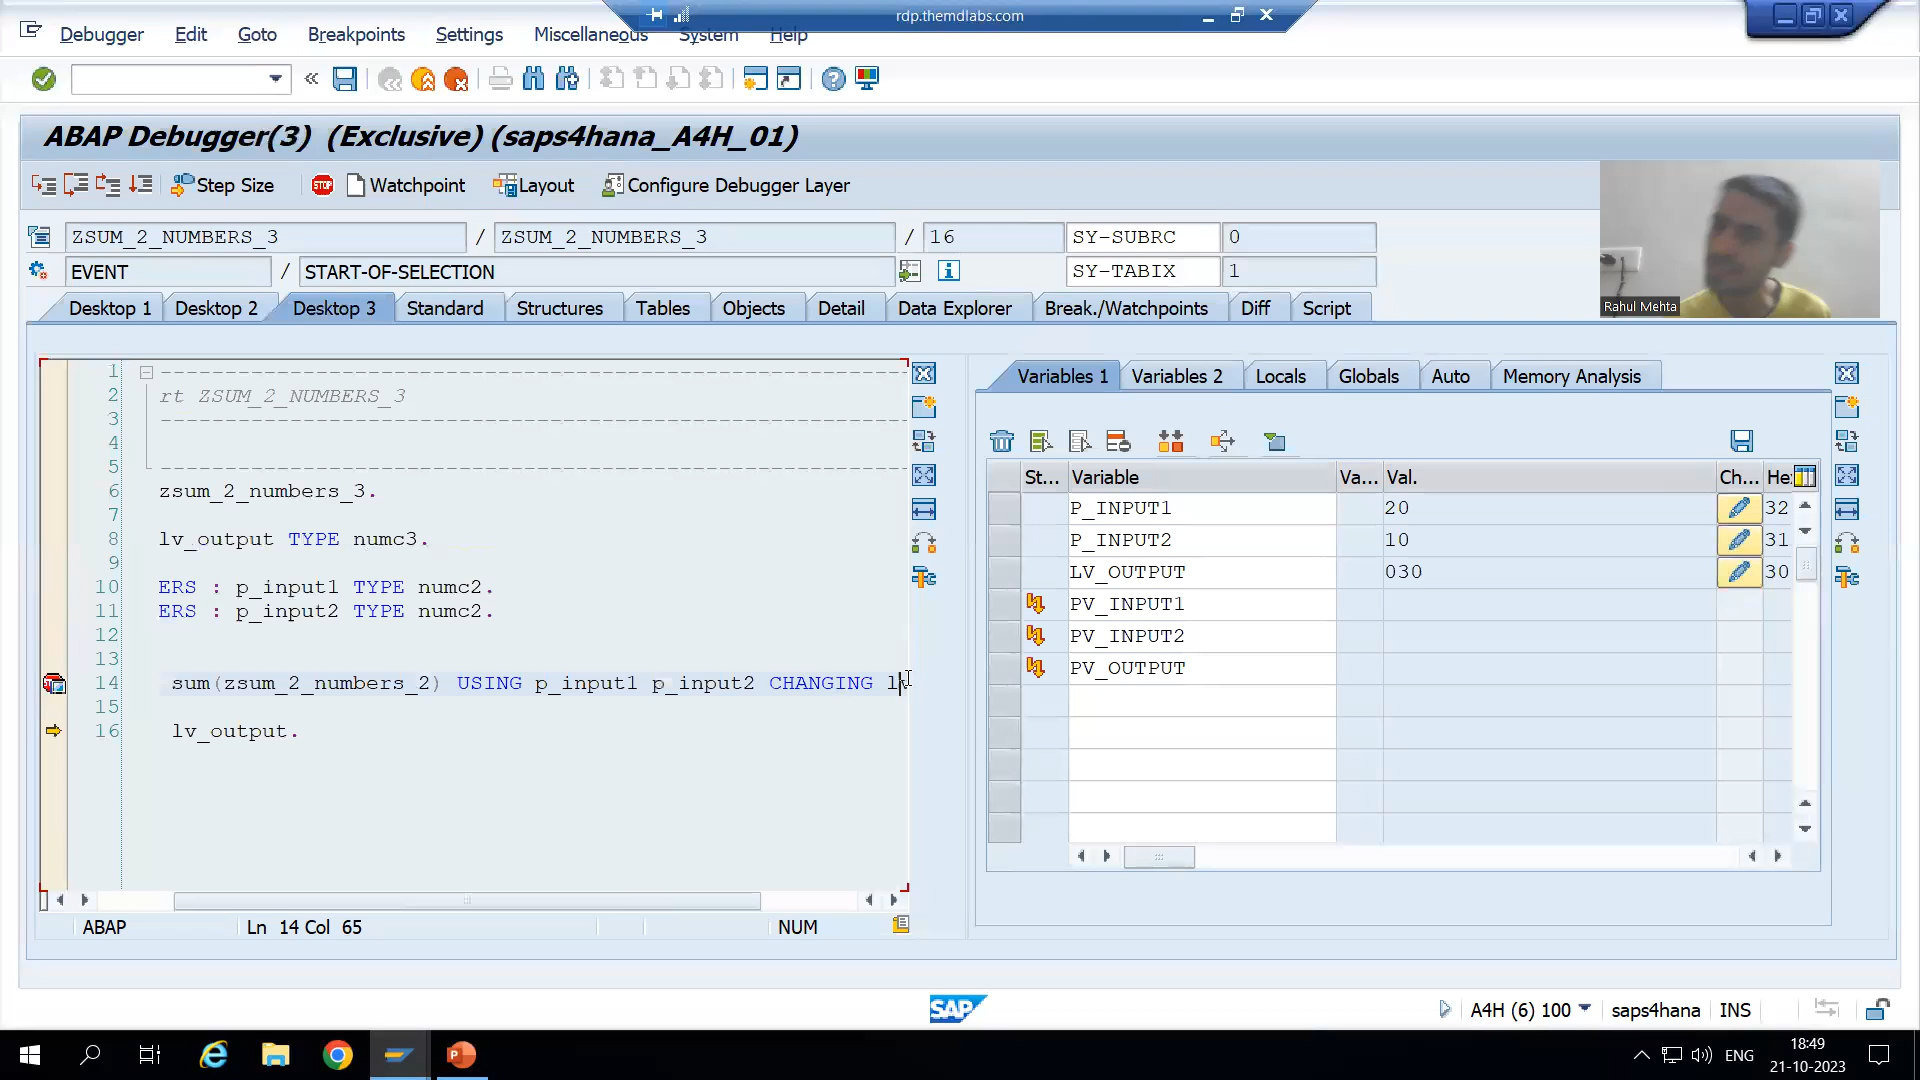 rdp.themdlabs.com
Debugger Edit Goto Breakpoints Settings Miscellaneous System Help
ABAP Debugger(3) (Exclusive) (saps4hana_A4H_01)
Step Size STOP Watchpoint Layout Configure Debugger Layer
ZSUM_2_NUMBERS_3 / ZSUM_2_NUMBERS_3 / 16 SY-SUBRC 0
EVENT / START-OF-SELECTION SY-TABIX 1
Rahul Mehta
Desktop 1 Desktop 2 Desktop 3 Standard Structures Tables Objects Detail Data Explorer Break./Watchpoints Diff Script
Variables 1 Variables 2 Locals Globals Auto Memory Analysis
1
2 rt ZSUM_2_NUMBERS_3
3
4
5
6 zsum_2_numbers_3.
7
8 lv_output TYPE numc3.
9
10 ERS : p_input1 TYPE numc2.
11 ERS : p_input2 TYPE numc2.
12
13
14 sum(zsum_2_numbers_2) USING p_input1 p_input2 CHANGING lv
15
16 lv_output.
St... Variable Va... Val. Ch... He
P_INPUT1 20 32
P_INPUT2 10 31
LV_OUTPUT 030 30
PV_INPUT1
PV_INPUT2
PV_OUTPUT
ABAP Ln 14 Col 65 NUM
SAP A4H (6) 100 saps4hana INS
ENG 18:49
21-10-2023